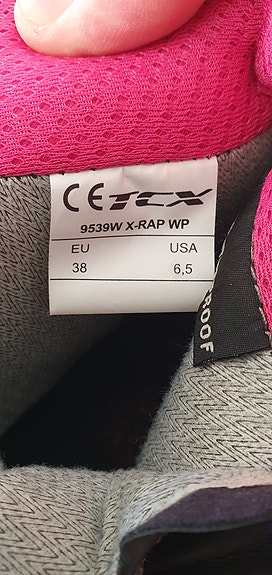 CE TCX
9539W X-RAP WP
EU USA
38 6,5
ROOF